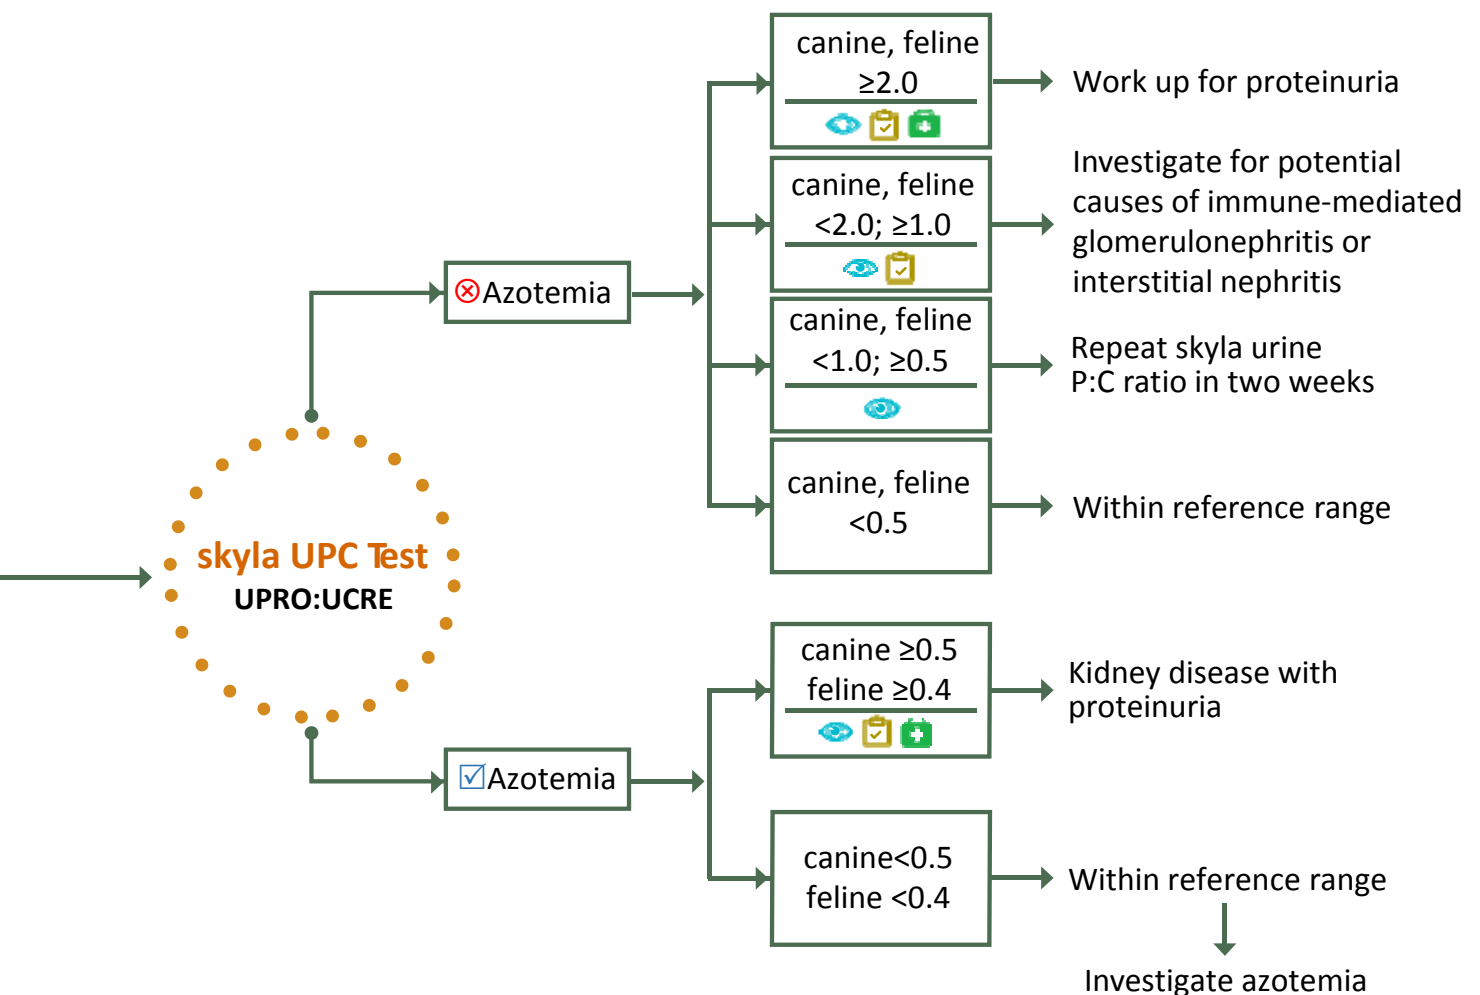 canine, feline
≥2.0
Work up for proteinuria
canine, feline
<2.0; ≥1.0
Investigate for potential
causes of immune-mediated
glomerulonephritis or
interstitial nephritis
Azotemia
canine, feline
<1.0; ≥0.5
Repeat skyla urine
P:C ratio in two weeks
canine, feline
<0.5
Within reference range
skyla UPC Test
UPRO:UCRE
canine ≥0.5
feline ≥0.4
Kidney disease with
proteinuria
Azotemia
canine<0.5
feline <0.4
Within reference range
Investigate azotemia